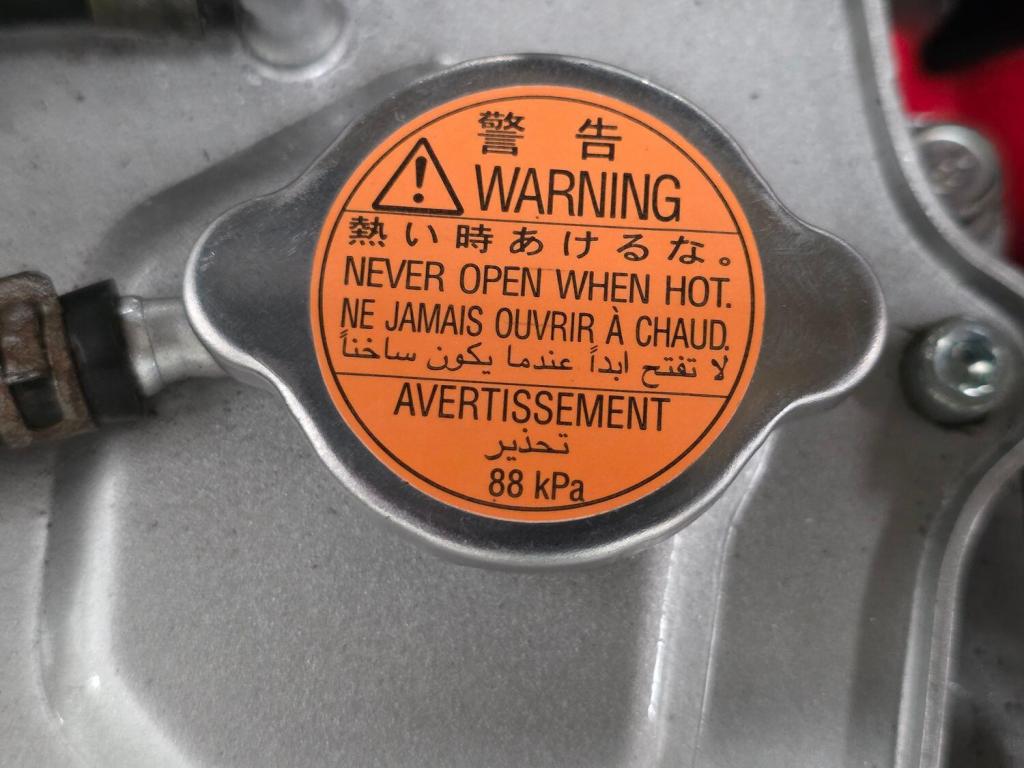 警告
WARNING
熱い時あけるな。
NEVER OPEN WHEN HOT.
NE JAMAIS OUVRIR À CHAUD.
لا تفتح ابداً عندما يكون ساخناً
AVERTISSEMENT
تحذير
88 kPa